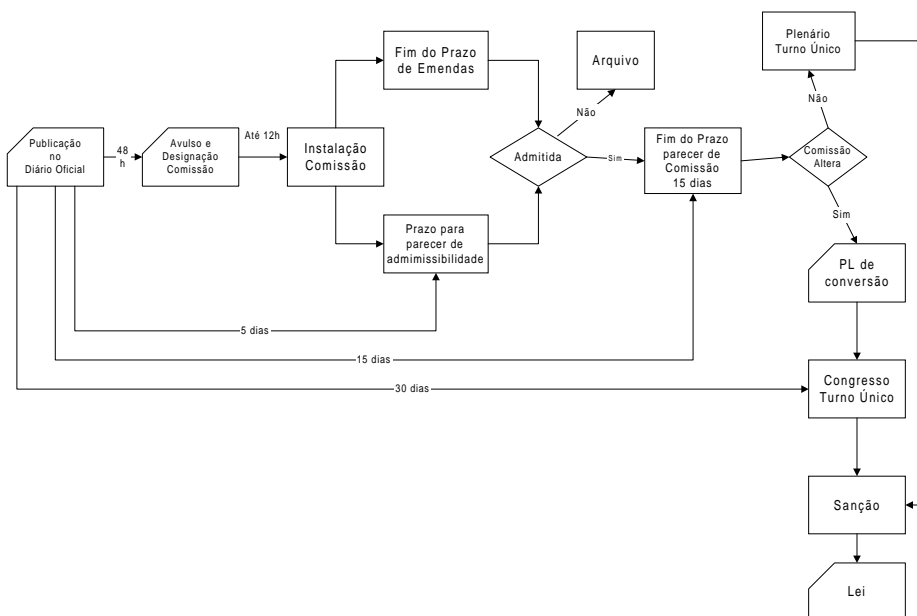 Publicação
no
Diário Oficial
48
h
Avulso e
Designação
Comissão
Até 12h
Instalação
Comissão
Fim do Prazo
de Emendas
Prazo para
parecer de
admimissibilidade
Admitida
Não
Arquivo
Sim
Fim do Prazo
parecer de
Comissão
15 dias
Comissão
Altera
Não
Plenário
Turno Único
Sim
PL de
conversão
5 dias
15 dias
30 dias
Congresso
Turno Único
Sanção
Lei